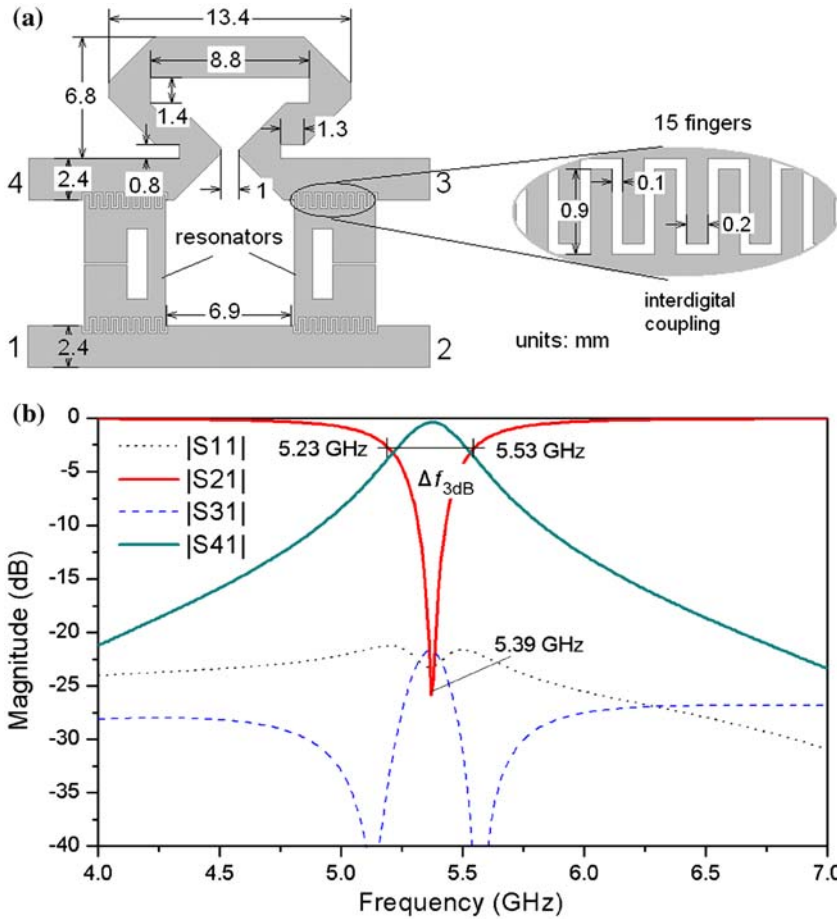 (a)
13.4
8.8
6.8
1.4
1.3
15 fingers
4
2.4
0.8
1
3
0.1
0.9
0.2
resonators
interdigital
coupling
6.9
1
2.4
2
units: mm
(b)
0
-5
-10
-15
-20
-25
-30
-35
-40
Magnitude (dB)
|S11|
|S21|
|S31|
|S41|
5.23 GHz
5.53 GHz
Δf3dB
5.39 GHz
4.0
4.5
5.0
5.5
6.0
6.5
7.0
Frequency (GHz)